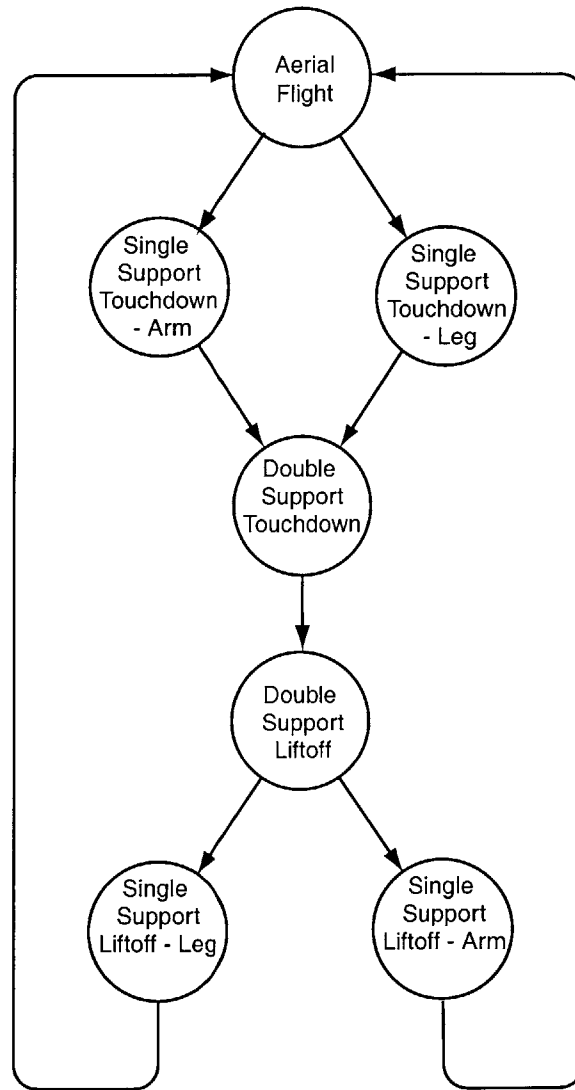 Aerial
Flight
Single
Support
Touchdown
- Arm
Single
Support
Touchdown
- Leg
Double
Support
Touchdown
Double
Support
Liftoff
Single
Support
Liftoff - Leg
Single
Support
Liftoff - Arm